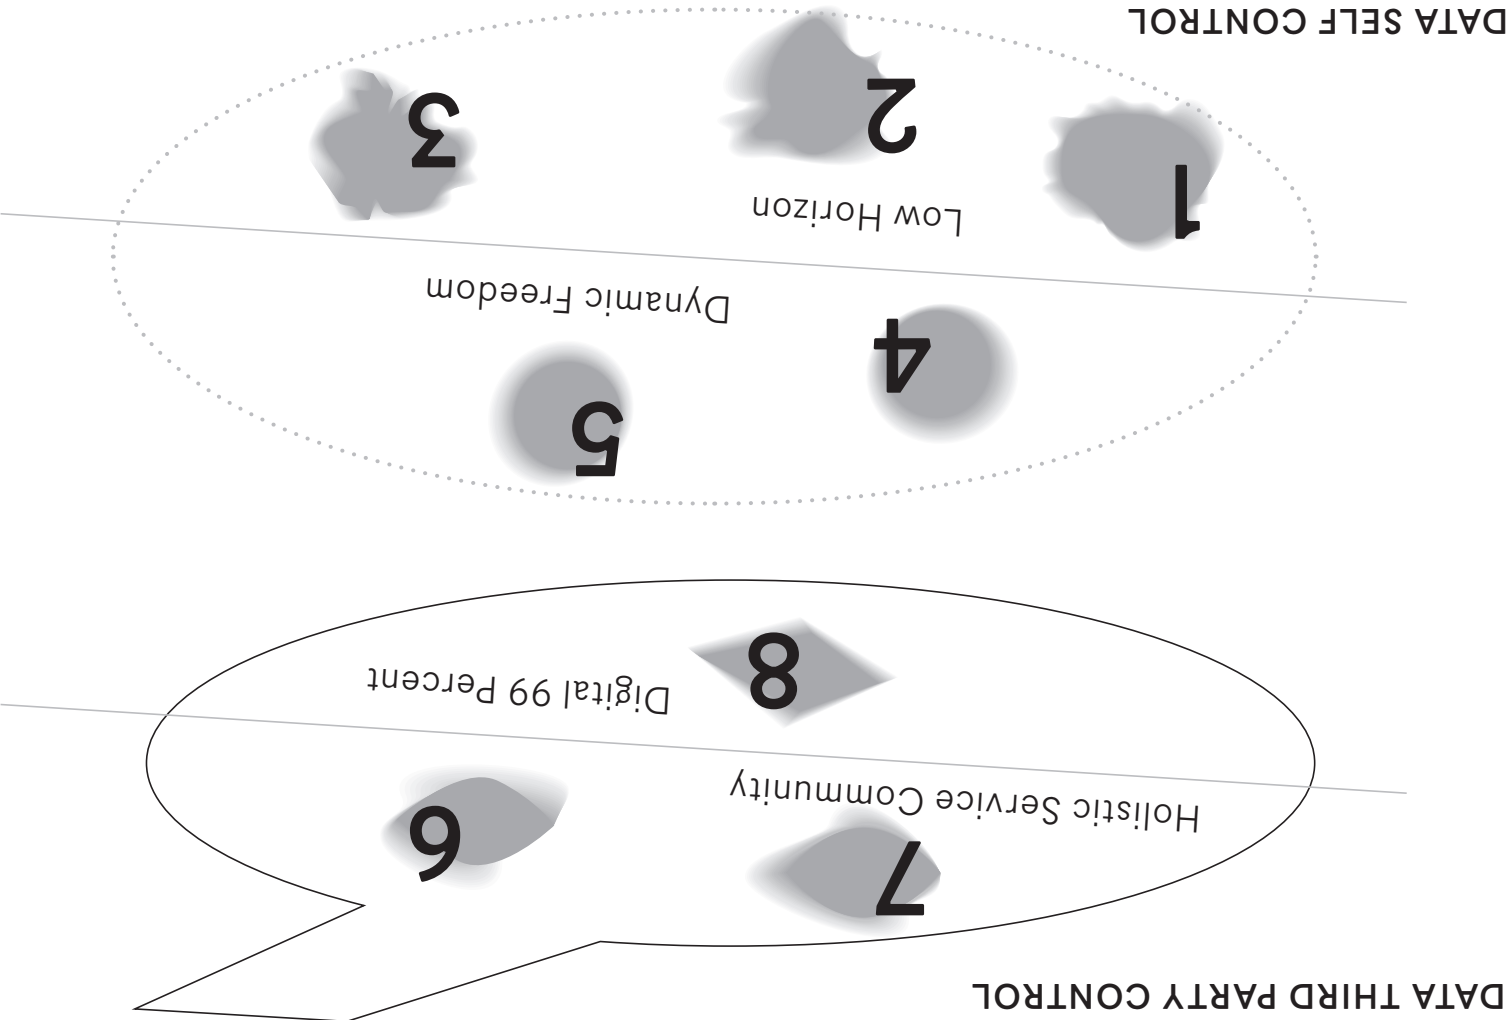 DATA THIRD PARTY CONTROL
7
6
Holistic Service Community
Digital 99 Percent
8
5
4
Dynamic Freedom
Low Horizon
1
3
2
DATA SELF CONTROL